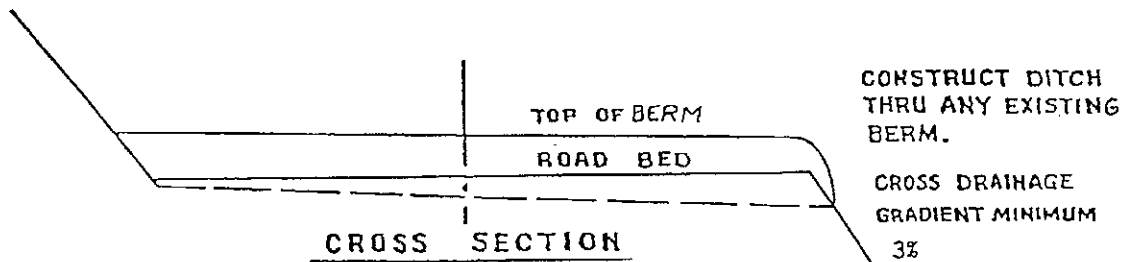 TOP OF BERM
ROAD BED
CROSS SECTION
CONSTRUCT DITCH
THRU ANY EXISTING
BERM.
CROSS DRAINAGE
GRADIENT MINIMUM
3%